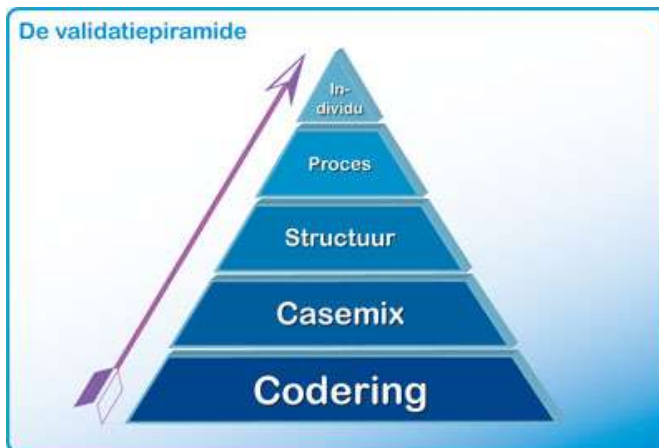 De validatiepiramide
In-
dividu
Proces
Structuur
Casemix
Codering